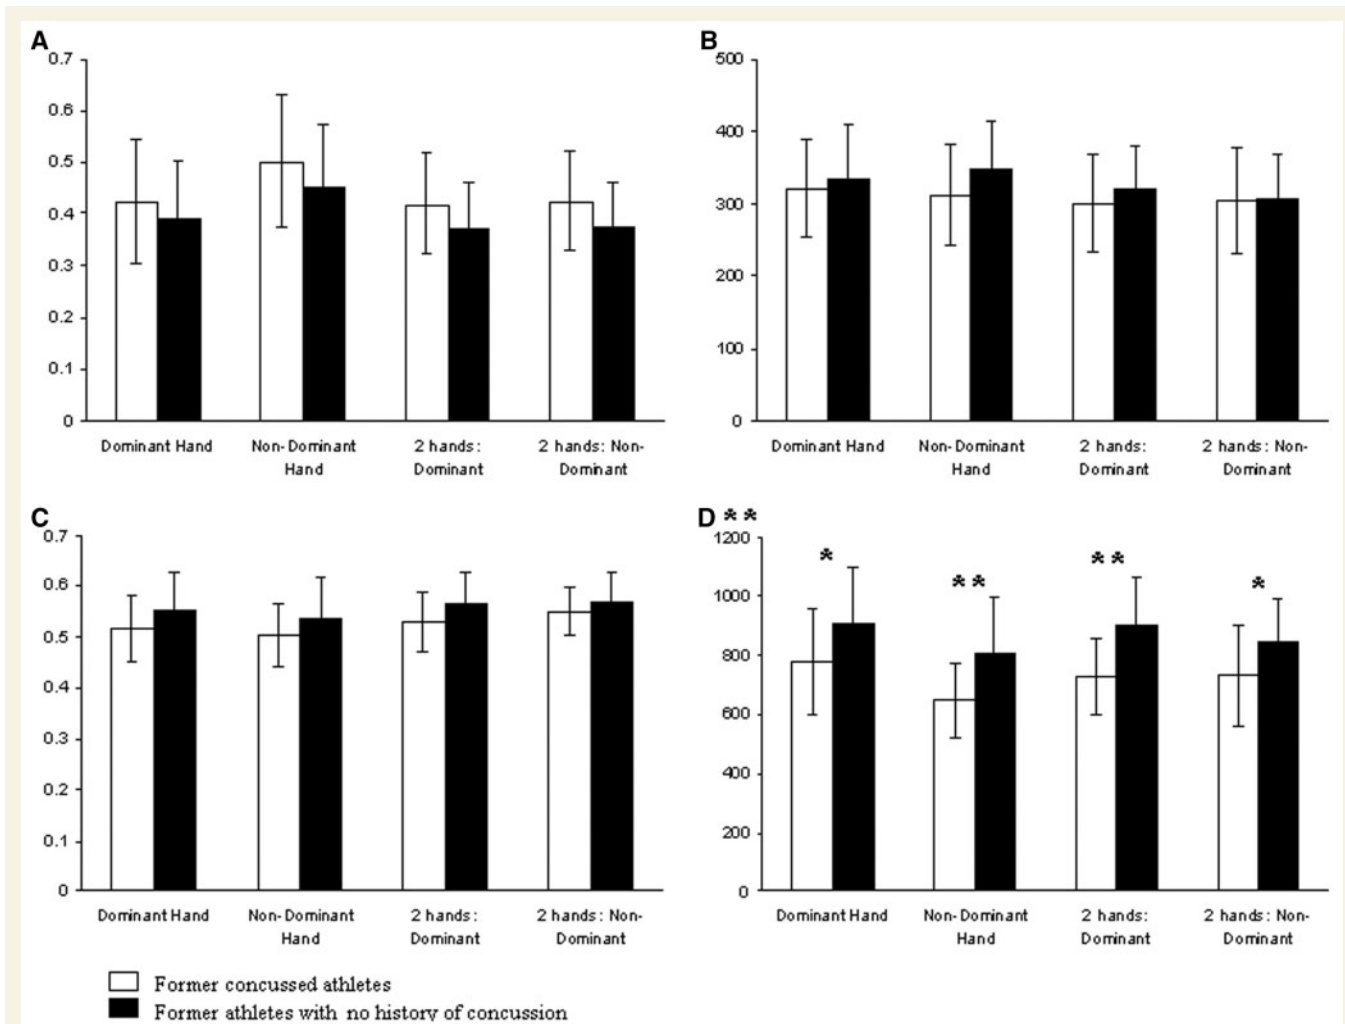 A
0.7
0.6
0.5
0.4
0.3
0.2
0.1
0
Dominant Hand
Non-Dominant
Hand
2 hands:
Dominant
2 hands: Non-
Dominant
B
500
400
300
200
100
0
Dominant Hand
Non-Dominant
Hand
2 hands:
Dominant
2 hands: Non-
Dominant
C
0.7
0.6
0.5
0.4
0.3
0.2
0.1
0
Dominant Hand
Non-Dominant
Hand
2 hands:
Dominant
2 hands: Non-
Dominant
D **
1200
1000
800
600
400
200
0
*
**
**
*
Dominant Hand
Non-Dominant
Hand
2 hands:
Dominant
2 hands: Non-
Dominant
Former concussed athletes
Former athletes with no history of concussion